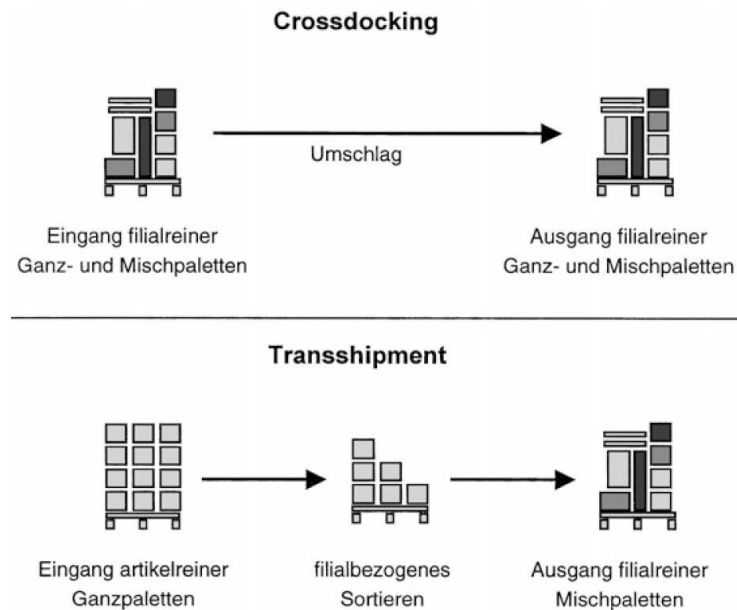 Crossdocking
Umschlag
Eingang filialreiner
Ganz- und Mischpaletten
Ausgang filialreiner
Ganz- und Mischpaletten
Transshipment
Eingang artikelreiner
Ganzpaletten
filialbezogenes
Sortieren
Ausgang filialreiner
Mischpaletten